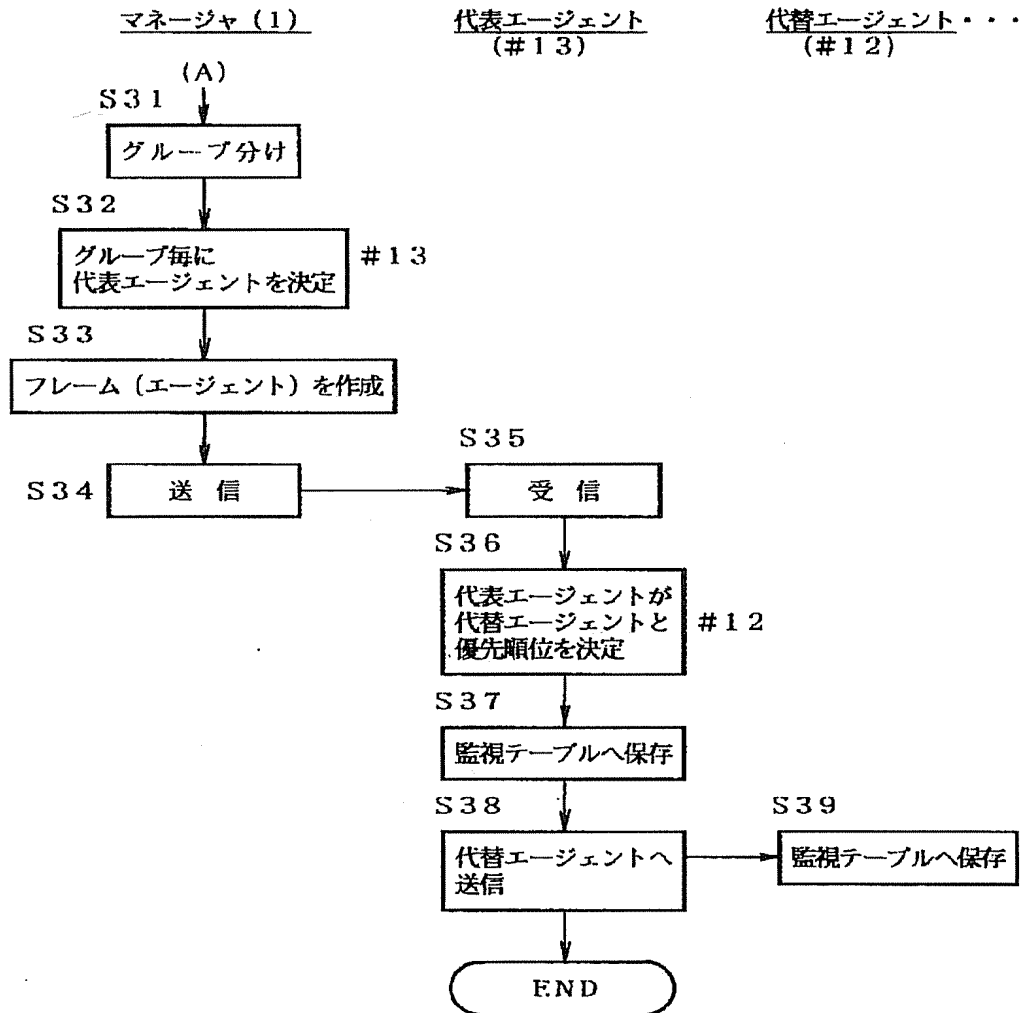 マネージャ(1)
代表エージェント
(#13)
代替エージェント・・・
(#12)
(A)
S31
グループ分け
S32
グループ毎に
代表エージェントを決定
#13
S33
フレーム(エージェント)を作成
S34
送 信
S35
受 信
S36
代表エージェントが
代替エージェントと
優先順位を決定
#12
S37
監視テーブルへ保存
S38
代替エージェントへ
送信
S39
監視テーブルへ保存
END